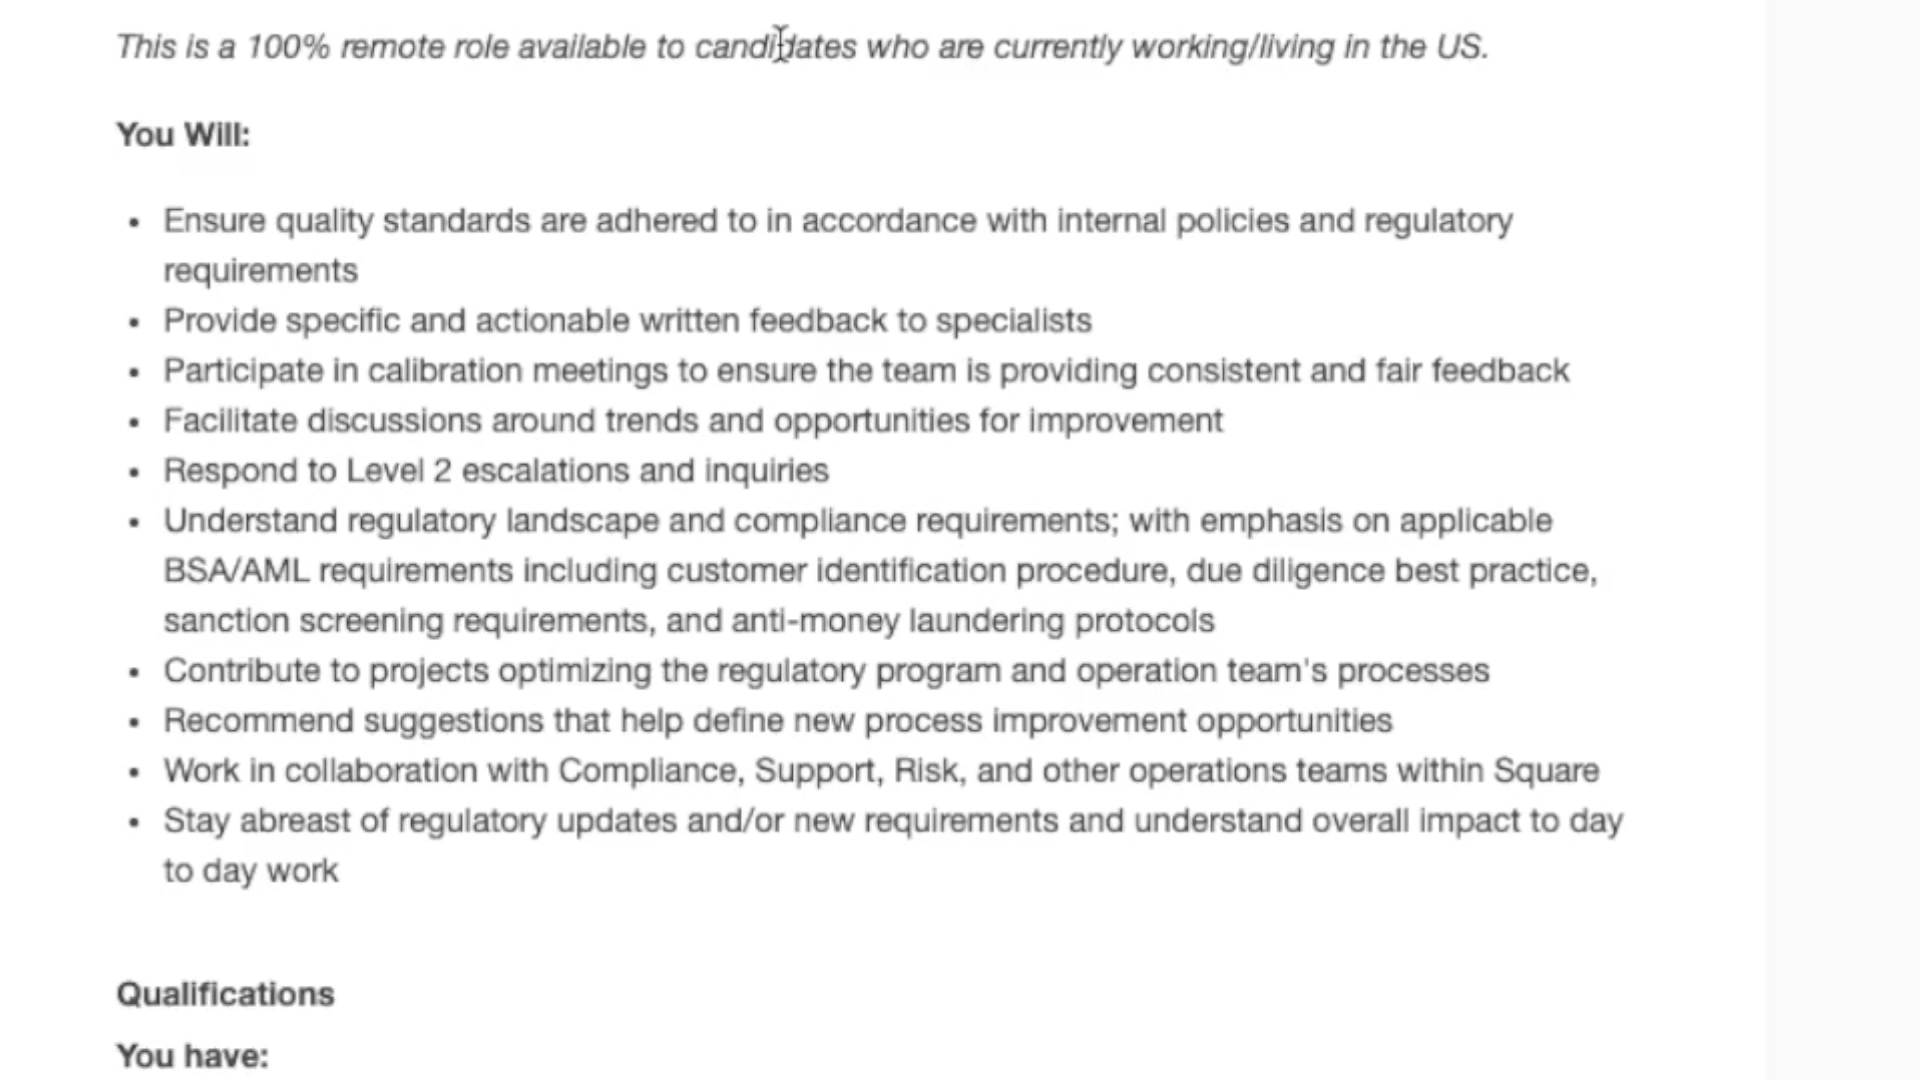 This is a 100% remote role available to candidates who are currently working/living in the US.
You Will:
• Ensure quality standards are adhered to in accordance with internal policies and regulatory
requirements
• Provide specific and actionable written feedback to specialists
• Participate in calibration meetings to ensure the team is providing consistent and fair feedback
• Facilitate discussions around trends and opportunities for improvement
• Respond to Level 2 escalations and inquiries
• Understand regulatory landscape and compliance requirements; with emphasis on applicable
BSA/AML requirements including customer identification procedure, due diligence best practice,
sanction screening requirements, and anti-money laundering protocols
• Contribute to projects optimizing the regulatory program and operation team's processes
• Recommend suggestions that help define new process improvement opportunities
• Work in collaboration with Compliance, Support, Risk, and other operations teams within Square
• Stay abreast of regulatory updates and/or new requirements and understand overall impact to day
to day work
Qualifications
You have: